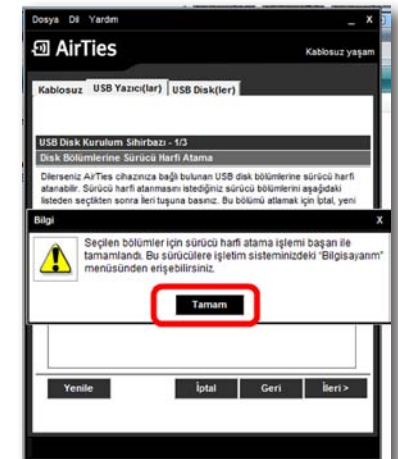 Dosya Dil Yardım _ X
AirTies Kablosuz yaşam
Kablosuz USB Yazıcı(lar) USB Disk(ler)
USB Disk Kurulum Sihirbazı - 1/3
Disk Bölümlerine Sürücü Harfi Atama
Dilerseniz AirTies cihazınıza bağlı bulunan USB disk bölümlerine sürücü harfi
atanabilir. Sürücü harfi atanmasını istediğiniz sürücü bölümlerini aşağıdaki
listeden seçtikten sonra İleri tuşuna basınız. Bu bölümü atlamak için İptal, yeni
Bilgi X
Seçilen bölümler için sürücü harfi atama işlemi başarı ile
tamamlandı. Bu sürücülere işletim sisteminizdeki "Bilgisayarım"
menüsünden erişebilirsiniz.
Tamam
Yenile İptal Geri İleri >